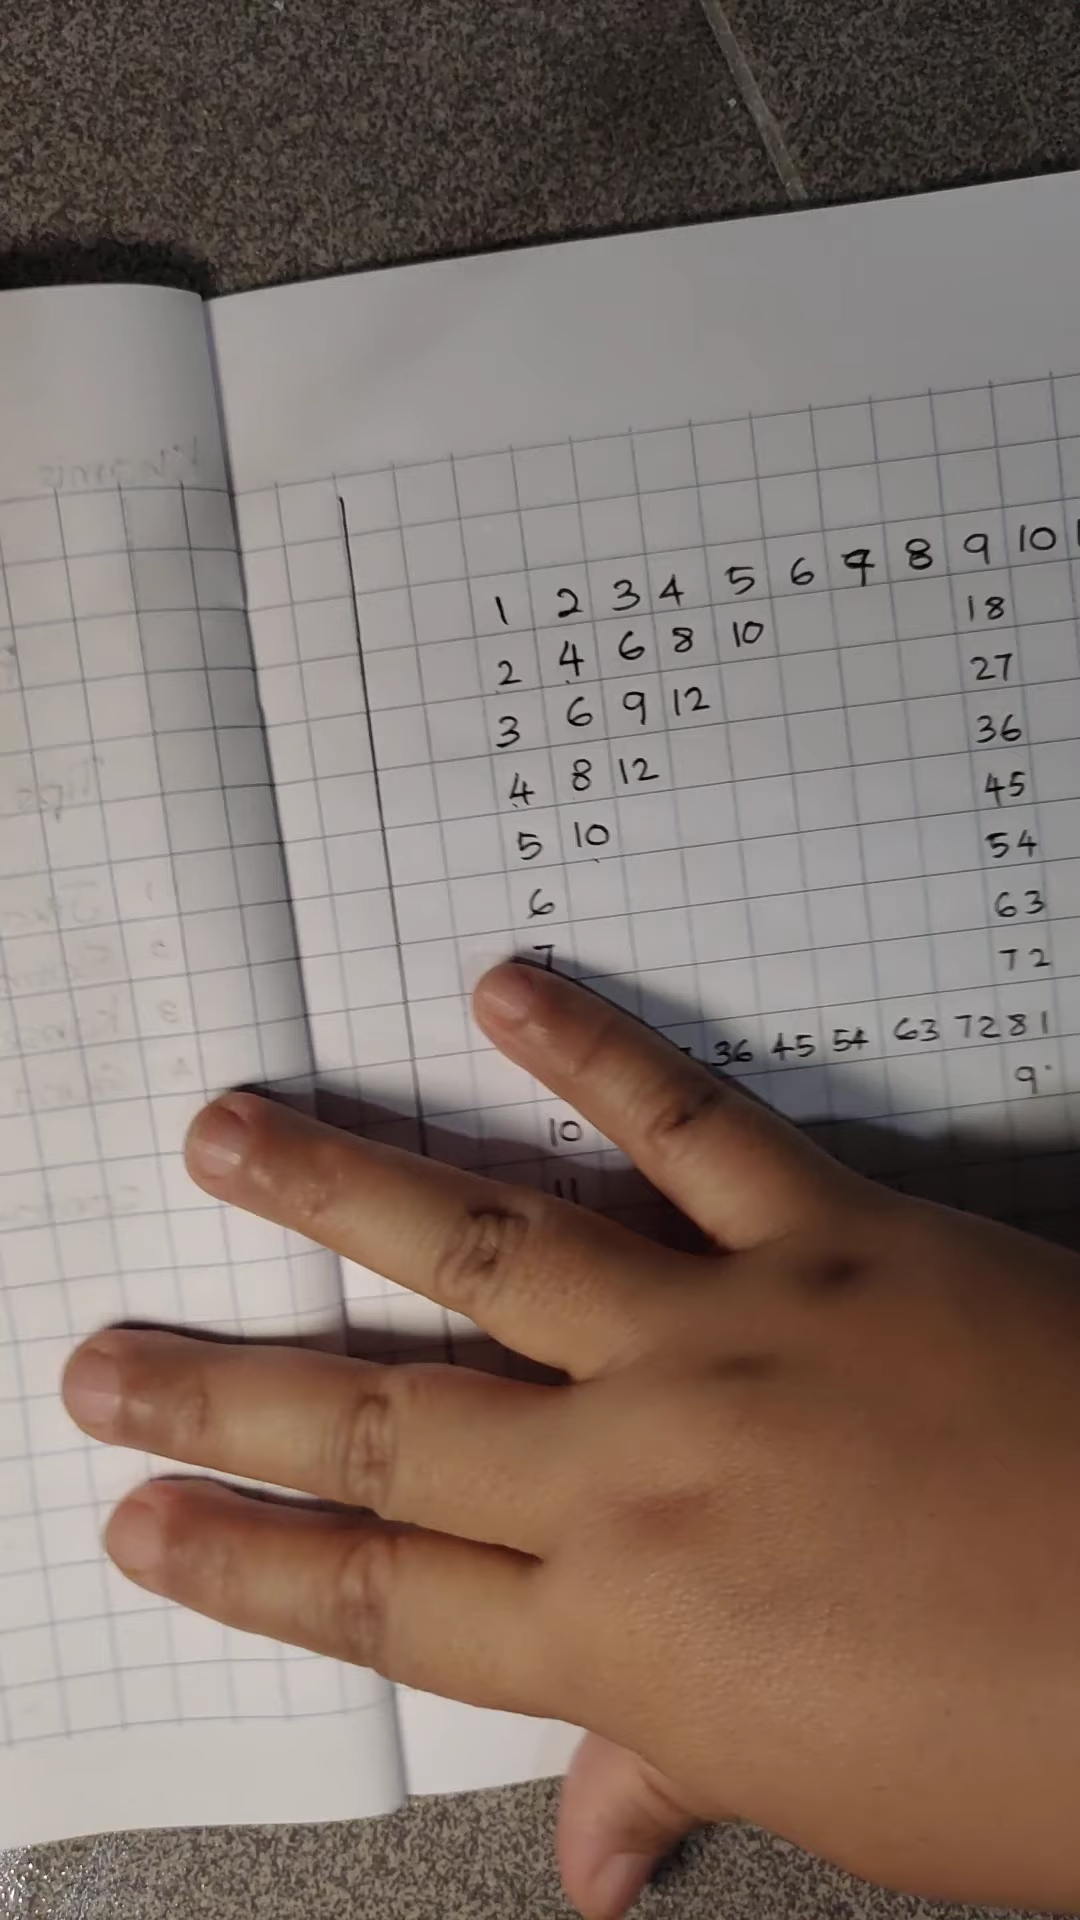 1 2 3 4 5 6 7 8 9 10
2 4 6 8 10 18
3 6 9 12 27
4 8 12 36
5 10 45
6 54
7 63
72
36 45 54 63 72 81
10 9
11